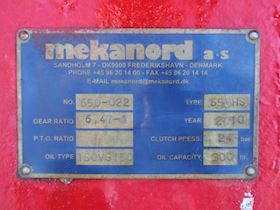 mekanord a·s
SANDHOLM 7 - DK9900 FREDERIKSHAVN - DENMARK
PHONE +45 96 20 14 00 - FAX +45 96 20 14 14
E-MAIL mekanord@mekanord.dk
NO. 650-022 TYPE 650HS
GEAR RATIO 6,47-1 YEAR 2010
P.T.O. RATIO CLUTCH PRESS. 24 bar
OIL TYPE ISOVG150 OIL CAPACITY 300 ltr.